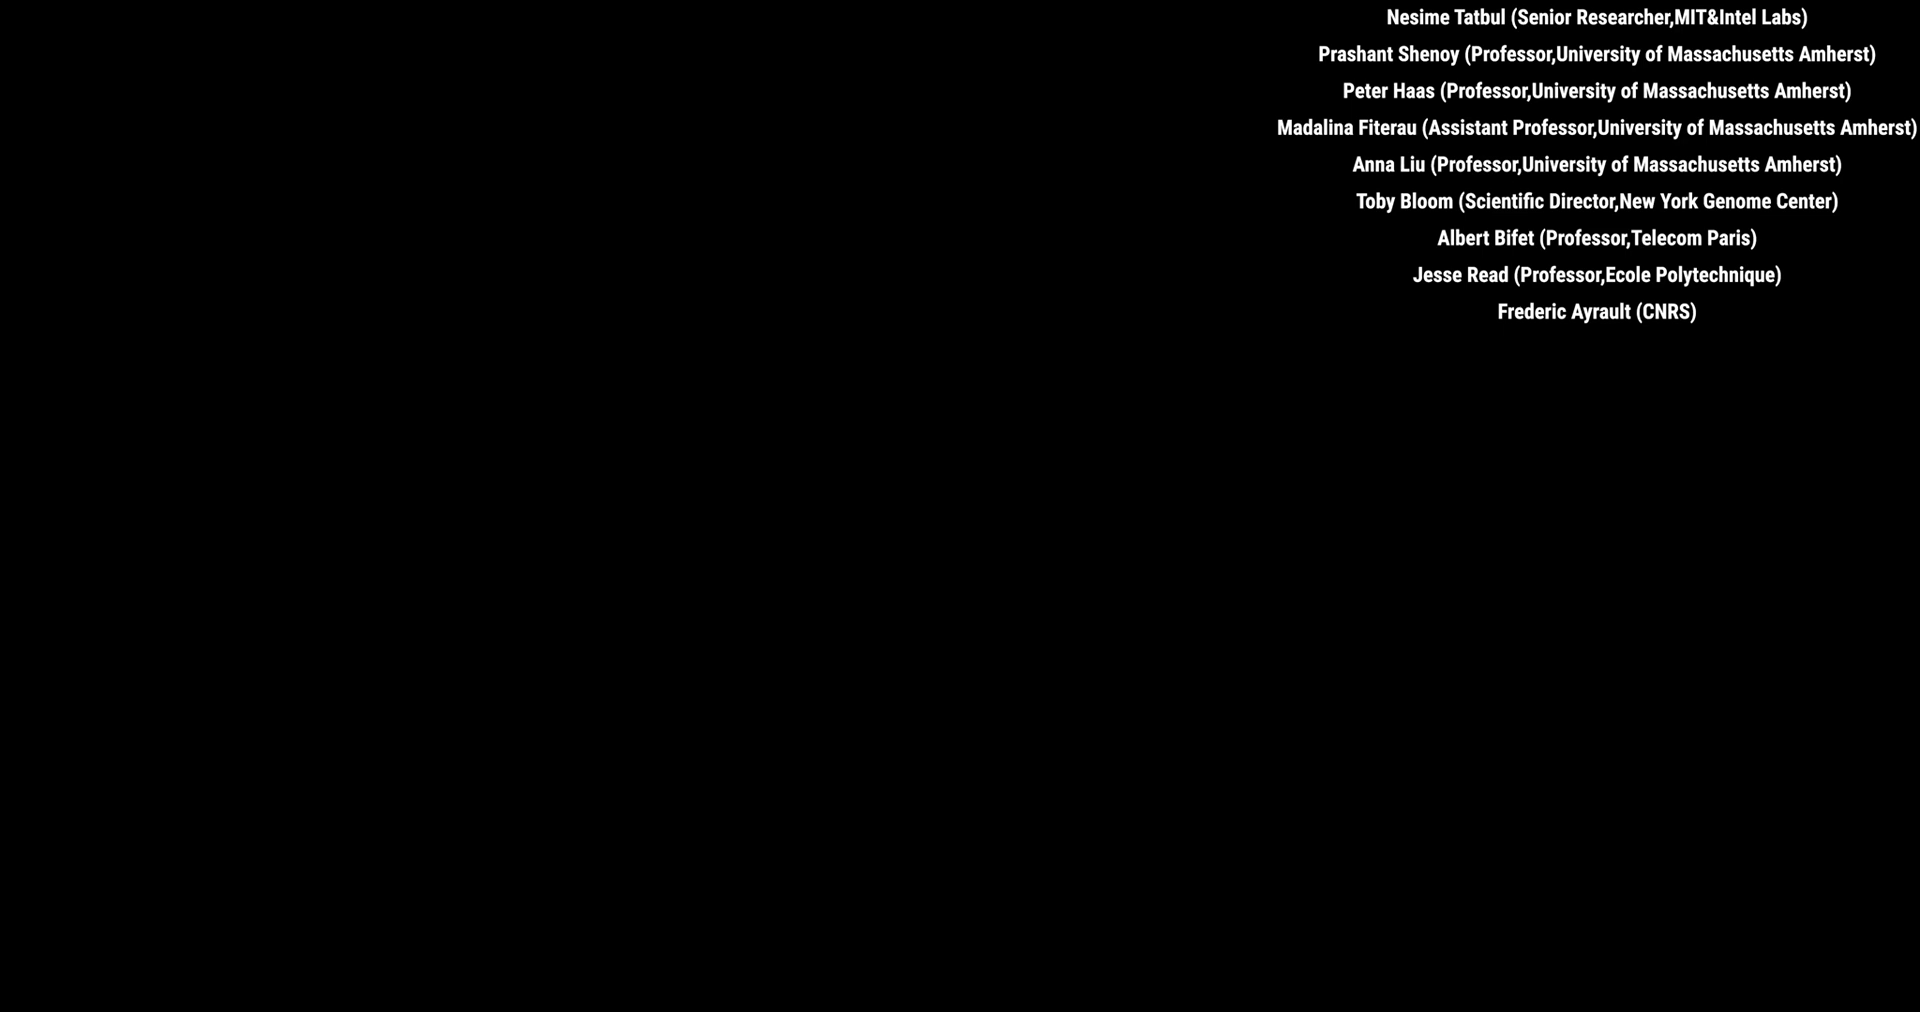 Nesime Tatbul (Senior Researcher,MIT&Intel Labs)
Prashant Shenoy (Professor,University of Massachusetts Amherst)
Peter Haas (Professor,University of Massachusetts Amherst)
Madalina Fiterau (Assistant Professor,University of Massachusetts Amherst)
Anna Liu (Professor,University of Massachusetts Amherst)
Toby Bloom (Scientific Director,New York Genome Center)
Albert Bifet (Professor,Telecom Paris)
Jesse Read (Professor,Ecole Polytechnique)
Frederic Ayrault (CNRS)